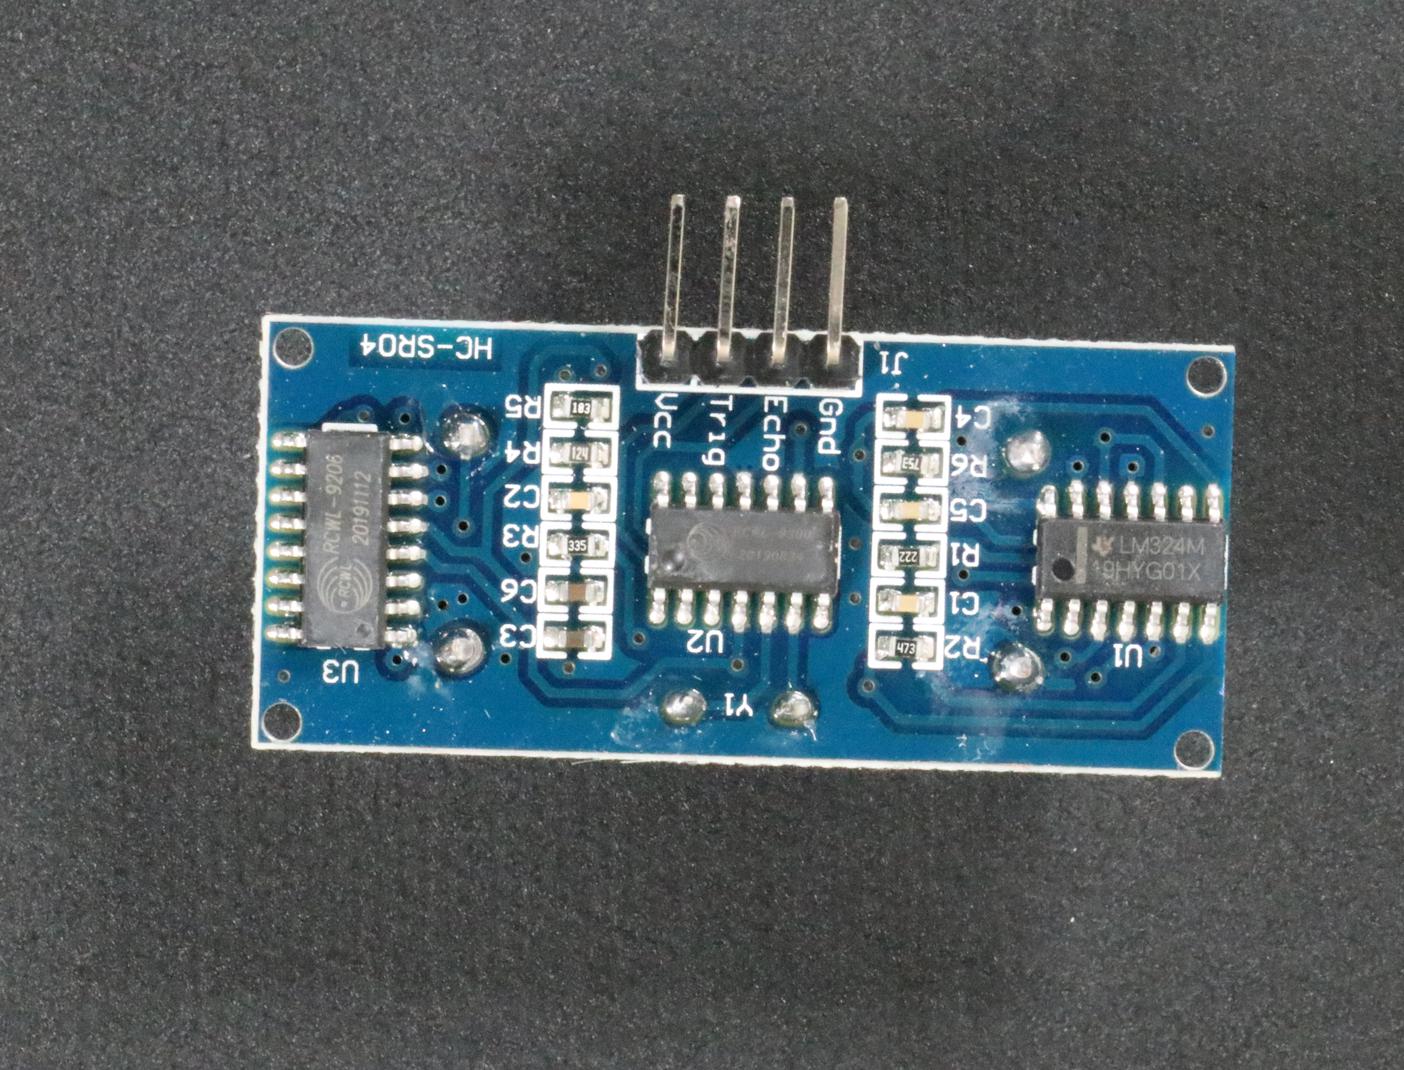 HC-SR04
J1
Vcc
Trig
Echo
Gnd
R5
183
R4
124
C2
R3
335
C6
C3
C4
R6
C5
R1
222
C1
R2
473
RCWL-9206
20191112
RCWL
U3
U2
Y1
LM324M
9HYG01X
U1